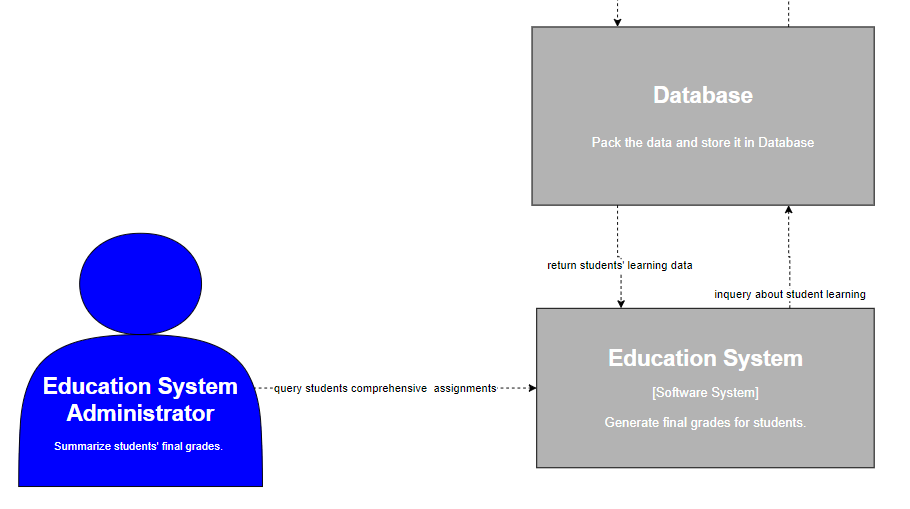 Database
Pack the data and store it in Database
return students' learning data
inquery about student learning
Education System
[Software System]
Generate final grades for students.
Education System
Administrator
Summarize students' final grades.
query students comprehensive  assignments